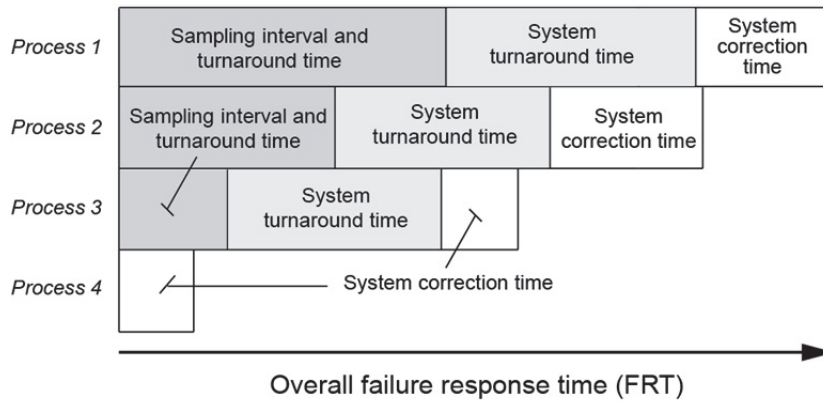 Process 1
Sampling interval and
turnaround time
System
turnaround time
System
correction
time
Process 2
Sampling interval and
turnaround time
System
turnaround time
System
correction time
Process 3
System
turnaround time
Process 4
System correction time
Overall failure response time (FRT)